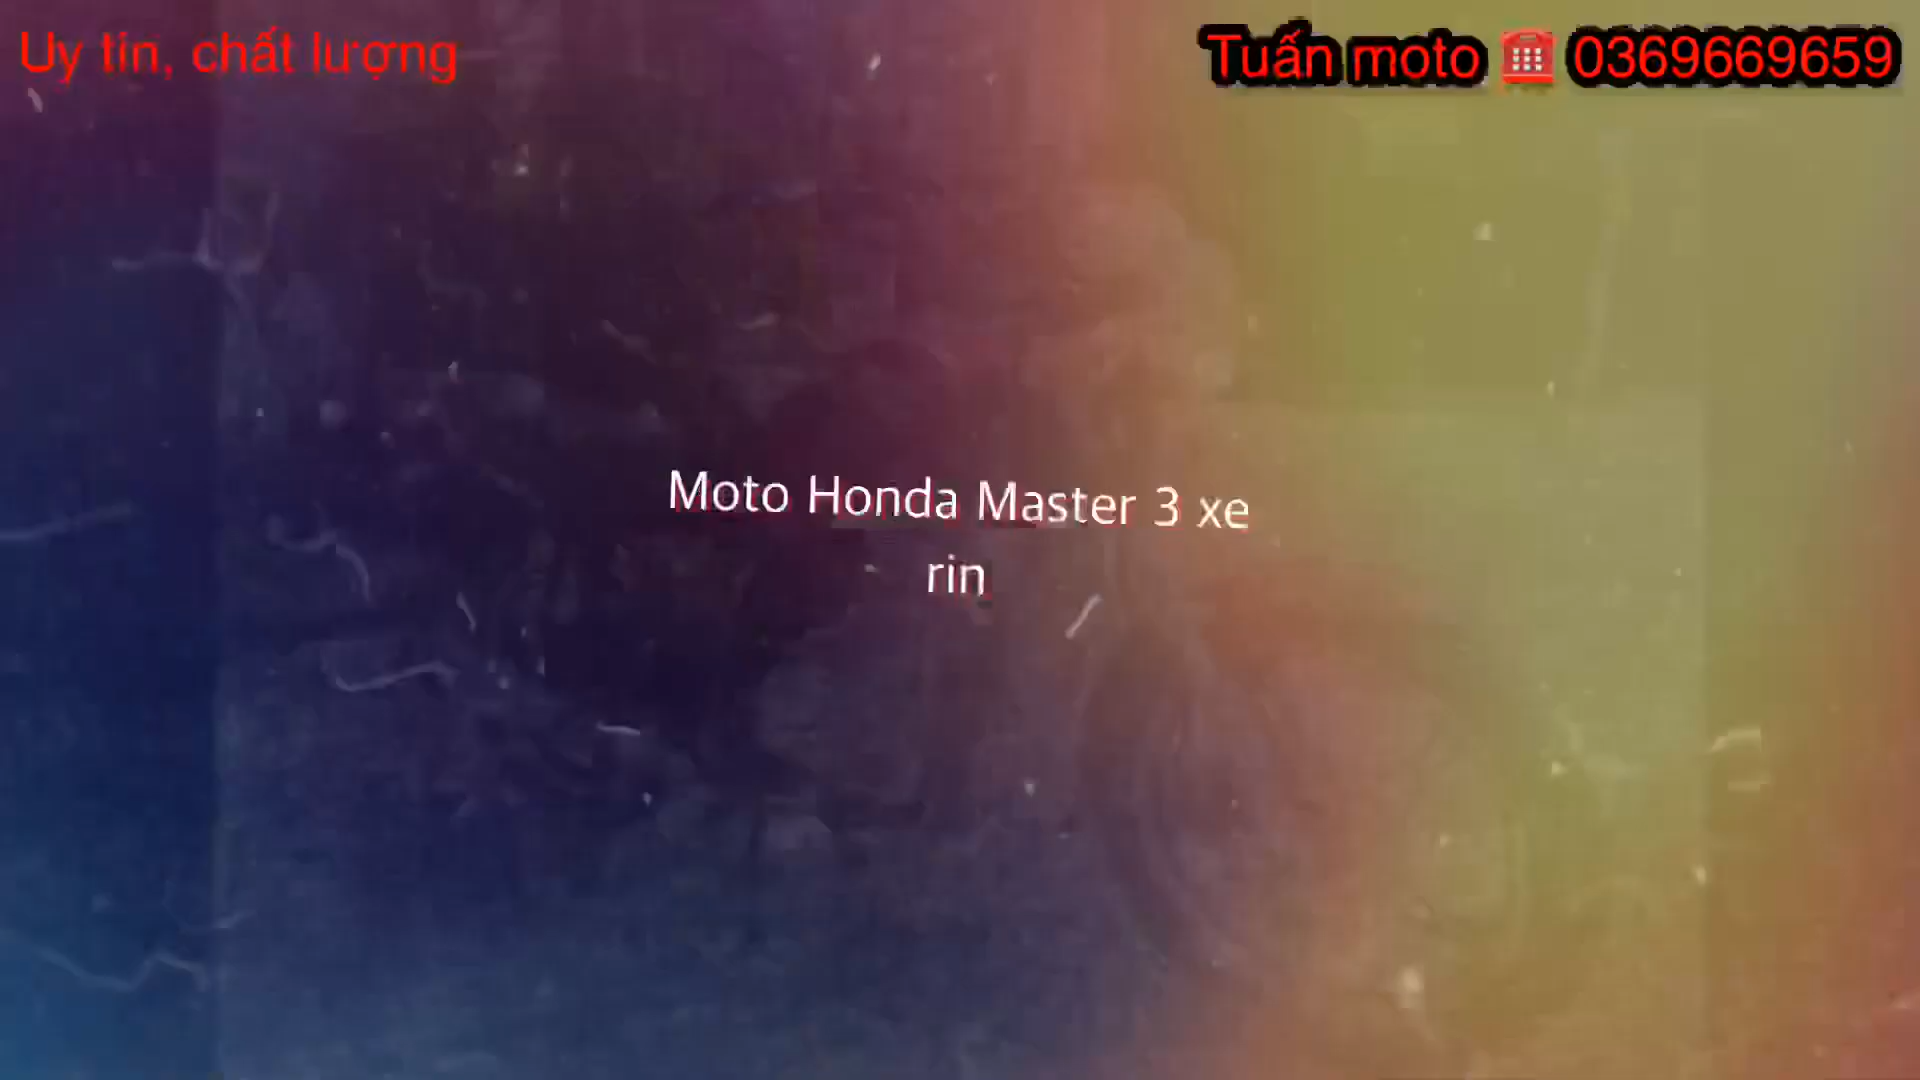 Uy tín, chất lượng
Tuấn moto ☎ 0369669659
Moto Honda Master 3 xe
rin